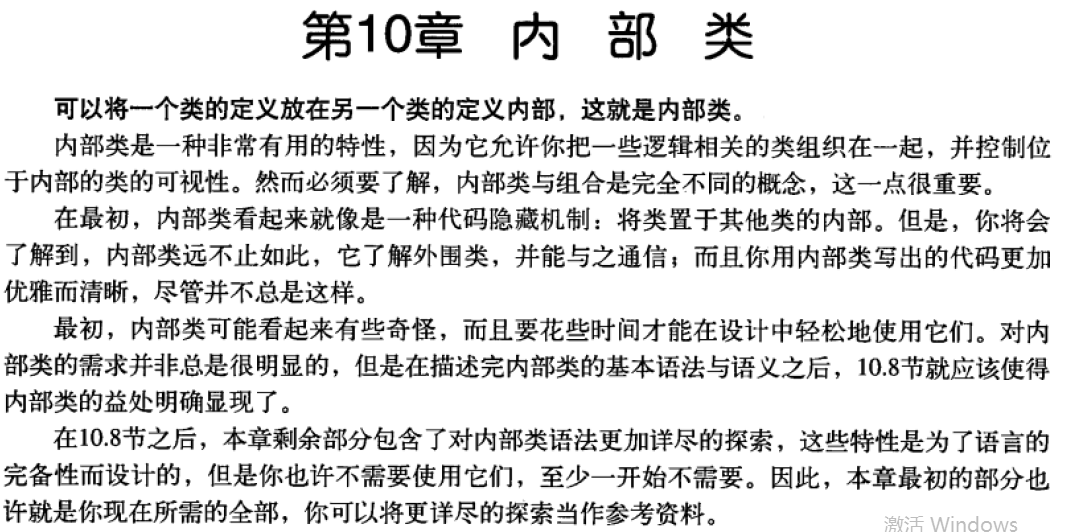 第10章 内 部 类
可以将一个类的定义放在另一个类的定义内部，这就是内部类。
内部类是一种非常有用的特性，因为它允许你把一些逻辑相关的类组织在一起，并控制位
于内部的类的可视性。然而必须要了解，内部类与组合是完全不同的概念，这一点很重要。
在最初，内部类看起来就像是一种代码隐藏机制：将类置于其他类的内部。但是，你将会
了解到，内部类远不止如此，它了解外围类，并能与之通信；而且你用内部类写出的代码更加
优雅而清晰，尽管并不总是这样。
最初，内部类可能看起来有些奇怪，而且要花些时间才能在设计中轻松地使用它们。对内
部类的需求并非总是很明显的，但是在描述完内部类的基本语法与语义之后，10.8节就应该使得
内部类的益处明确显现了。
在10.8节之后，本章剩余部分包含了对内部类语法更加详尽的探索，这些特性是为了语言的
完备性而设计的，但是你也许不需要使用它们，至少一开始不需要。因此，本章最初的部分也
许就是你现在所需的全部，你可以将更详尽的探索当作参考资料。
激活 Windows